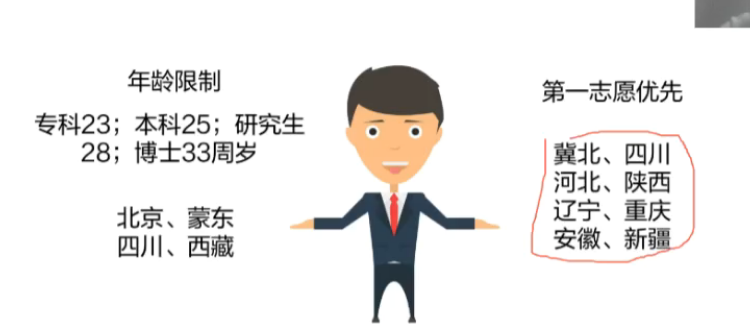 年龄限制
专科23；本科25；研究生
28；博士33周岁
北京、蒙东
四川、西藏
第一志愿优先
冀北、四川
河北、陕西
辽宁、重庆
安徽、新疆